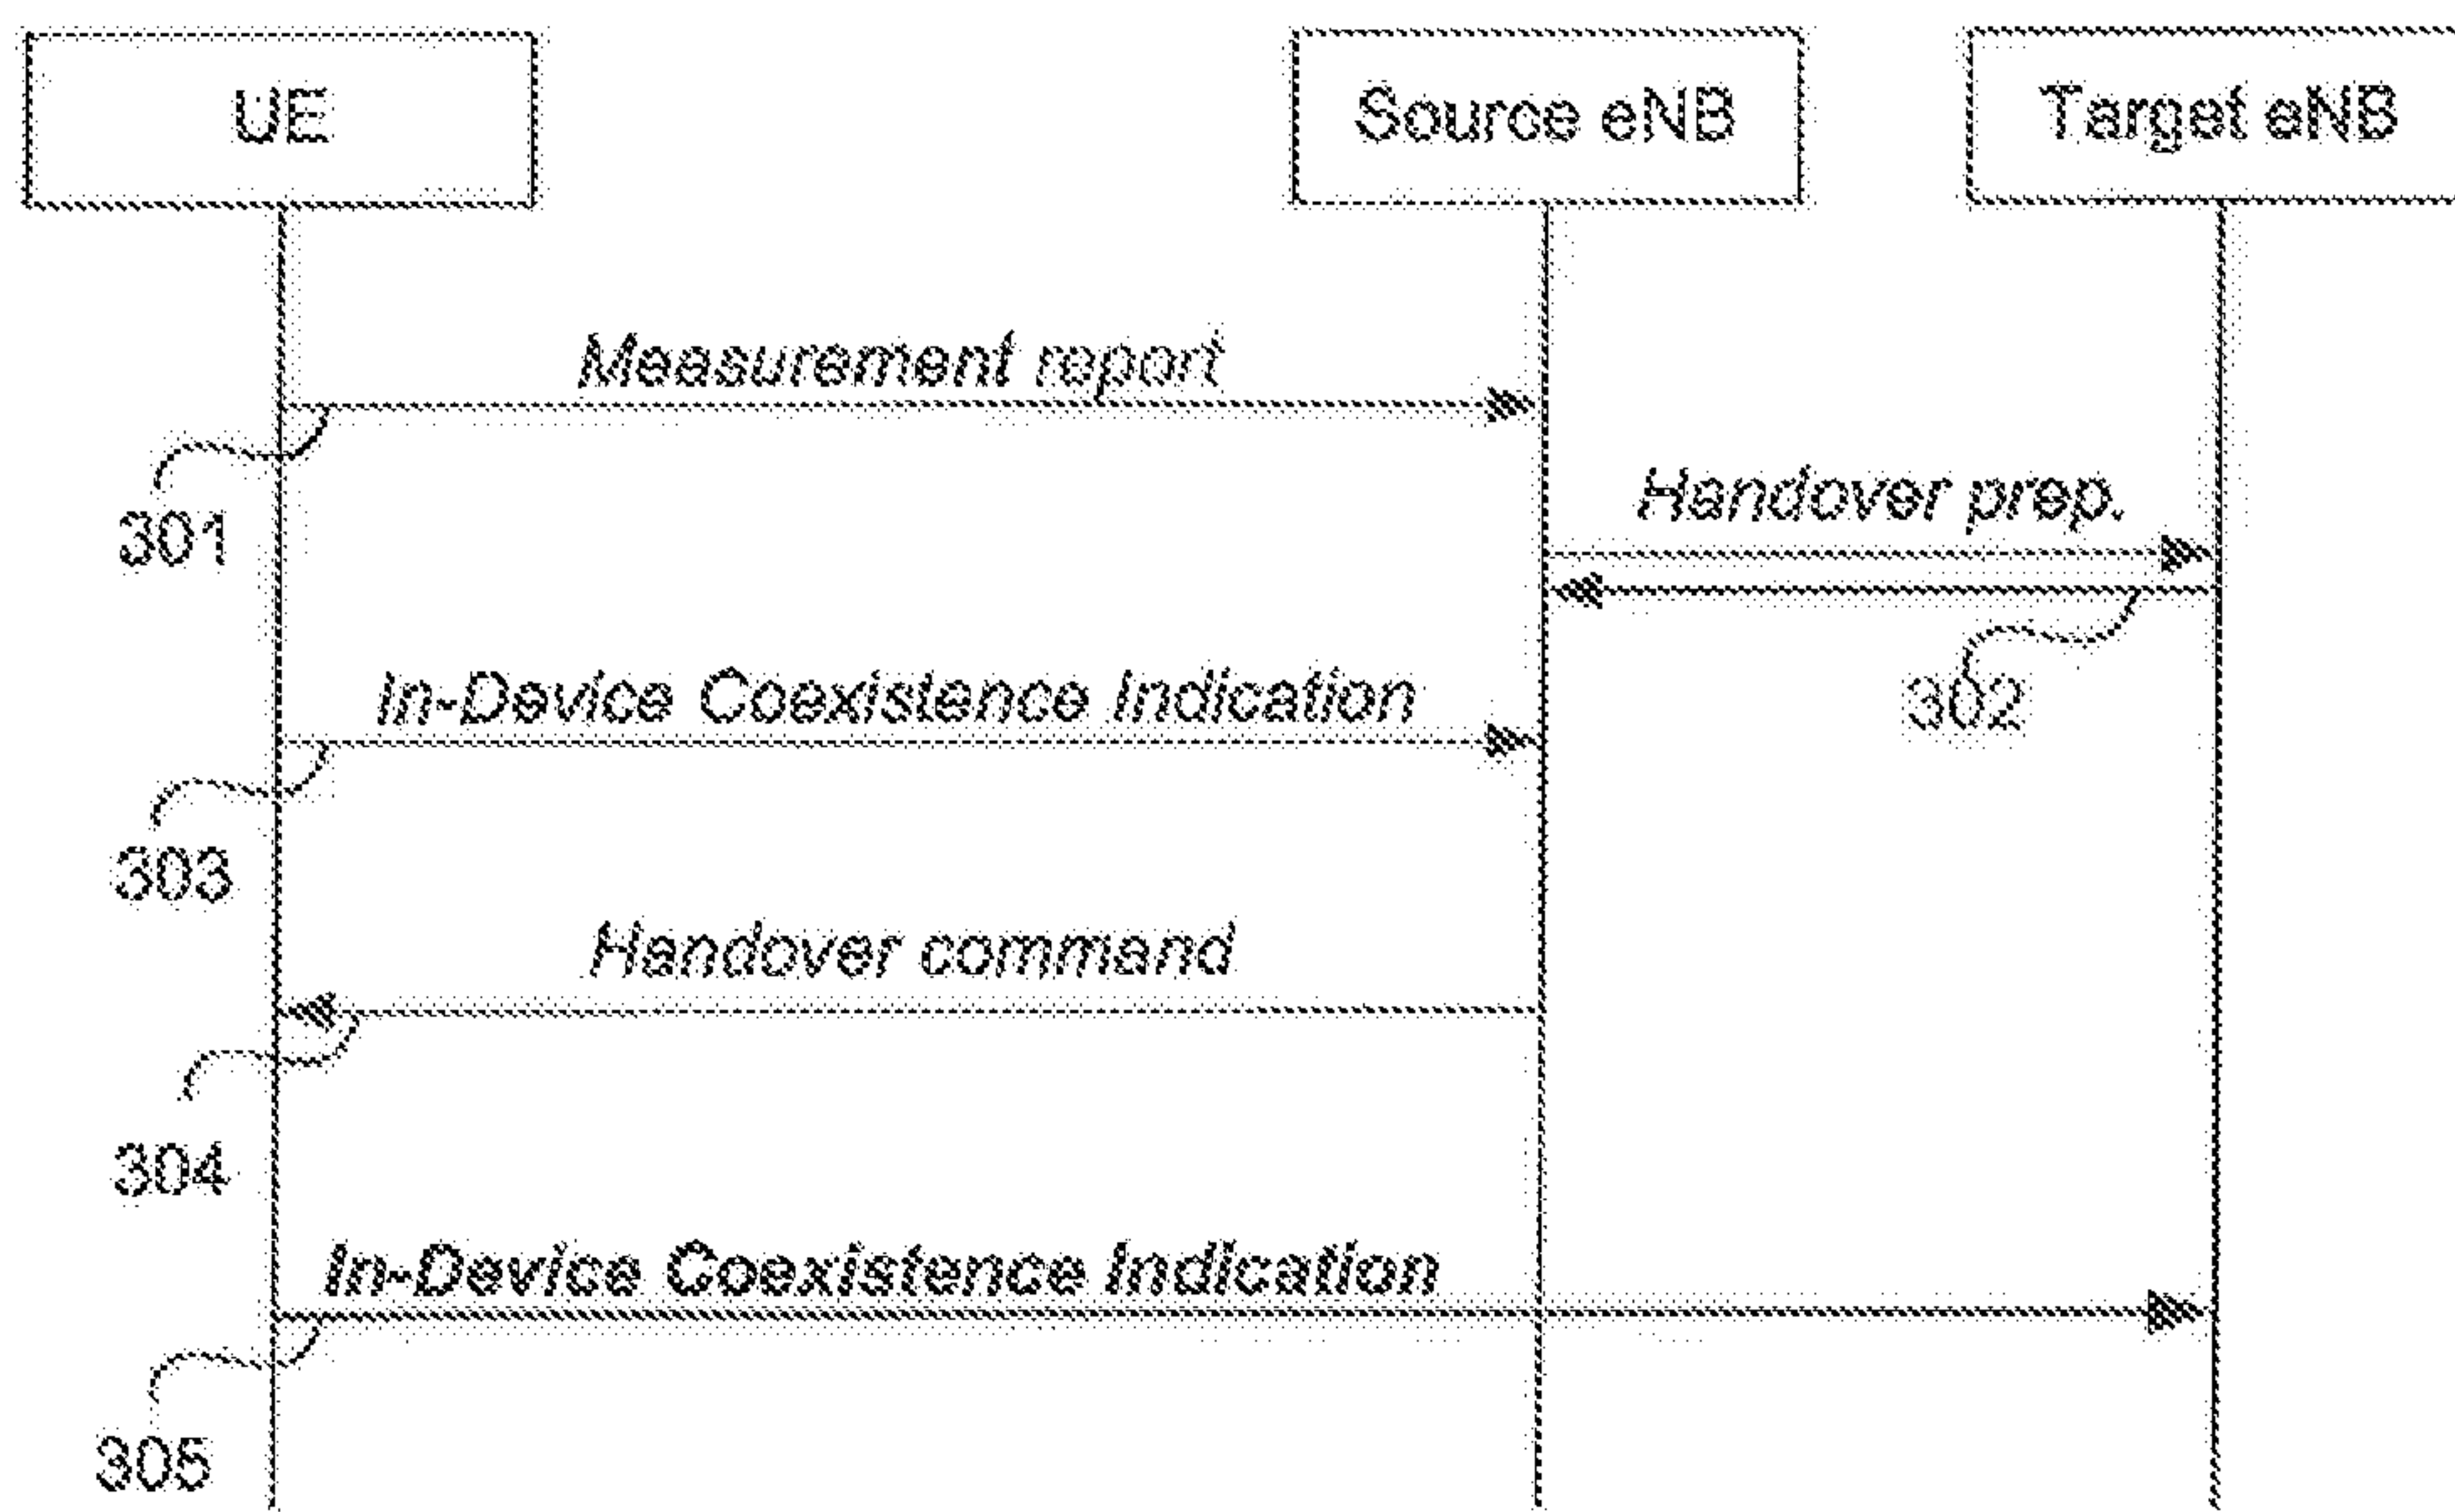 UE
Source eNB
Target eNB
Measurement report
301
Handover prep.
302
In-Device Coexistence Indication
303
Handover command
304
In-Device Coexistence Indication
305